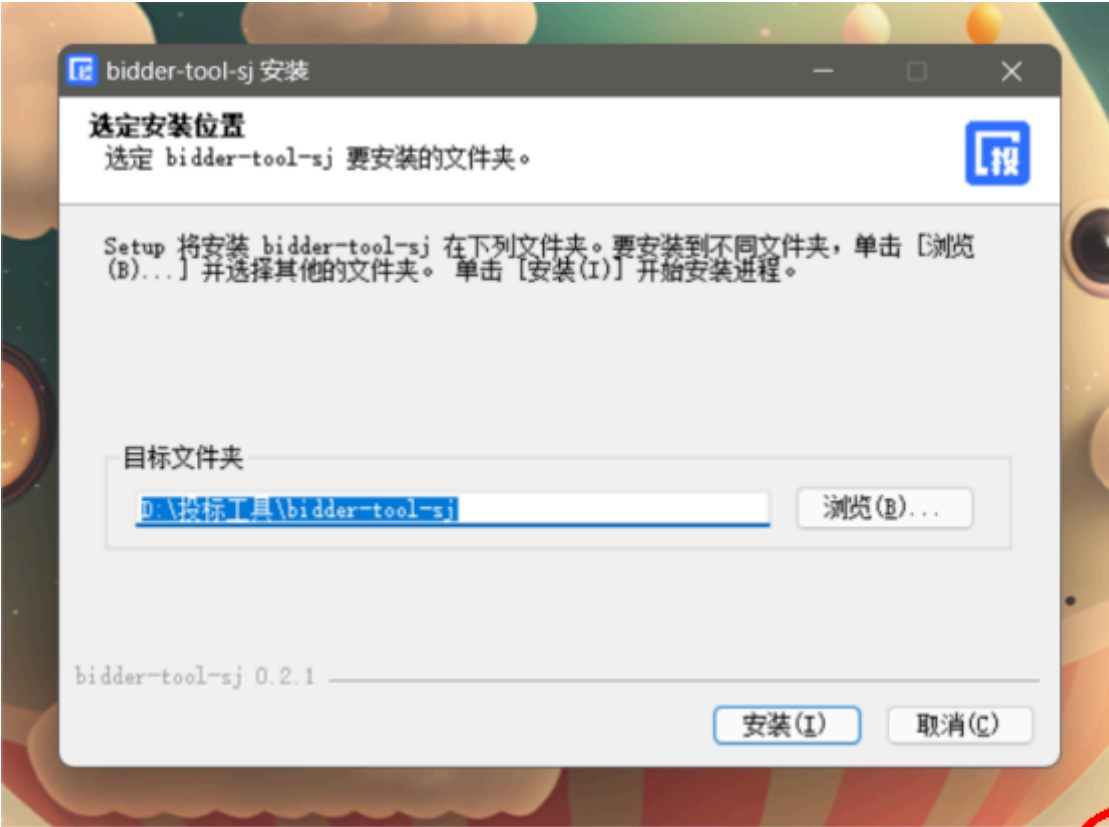 bidder-tool-sj 安装
选定安装位置
选定 bidder-tool-sj 要安装的文件夹。
投
Setup 将安装 bidder-tool-sj 在下列文件夹。要安装到不同文件夹，单击 [浏览
(B)...] 并选择其他的文件夹。 单击 [安装(I)] 开始安装进程。
目标文件夹
D:\投标工具\bidder-tool-sj
浏览(B)...
bidder-tool-sj 0.2.1
安装(I)
取消(C)